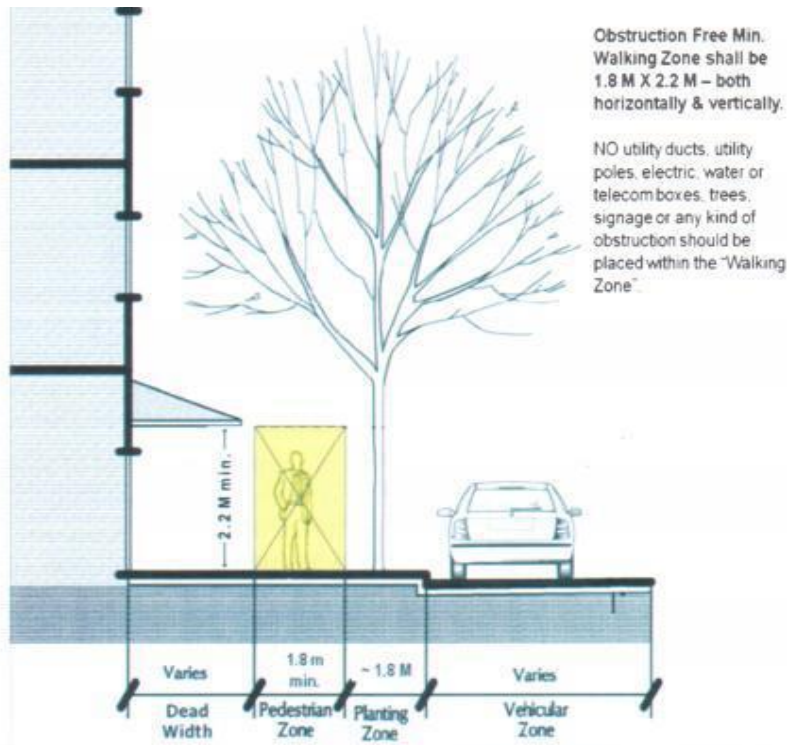 Obstruction Free Min.
Walking Zone shall be
1.8 M X 2.2 M – both
horizontally & vertically.
NO utility ducts, utility
poles, electric, water or
telecom boxes, trees,
signage or any kind of
obstruction should be
placed within the "Walking
Zone".
2.2 M min.
Varies
1.8 m
min.
~ 1.8 M
Varies
Dead
Width
Pedestrian
Zone
Planting
Zone
Vehicular
Zone